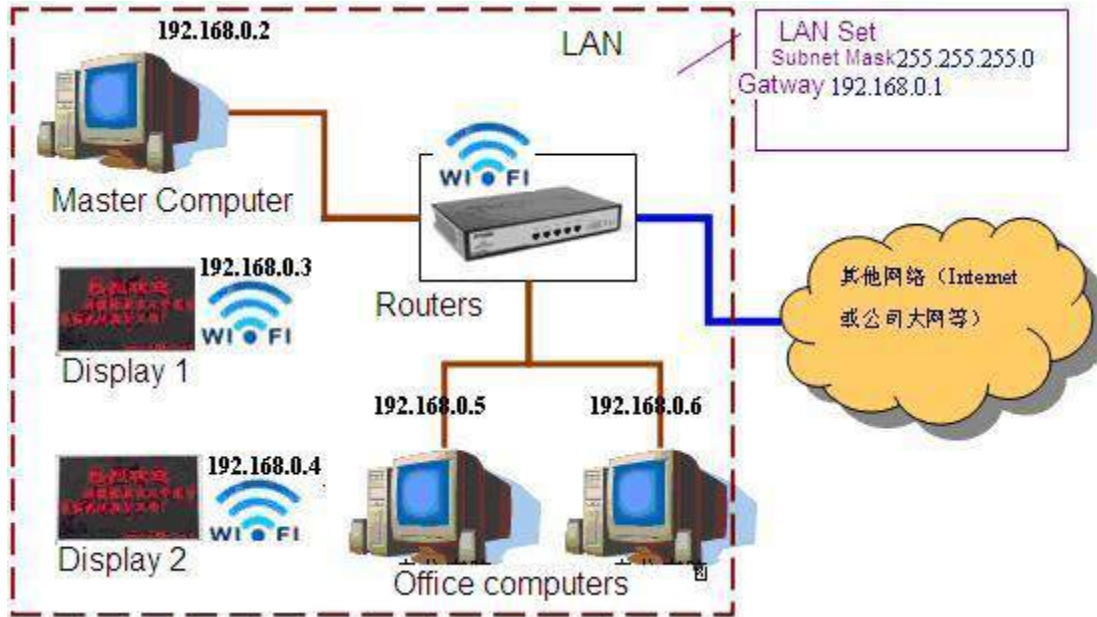 192.168.0.2
LAN
LAN Set
Subnet Mask255.255.255.0
Gatway 192.168.0.1
WI FI
Master Computer
192.168.0.3
WI FI
Display 1
Routers
其他网络（Internet
或公司大网等）
192.168.0.5
192.168.0.6
192.168.0.4
WI FI
Display 2
Office computers